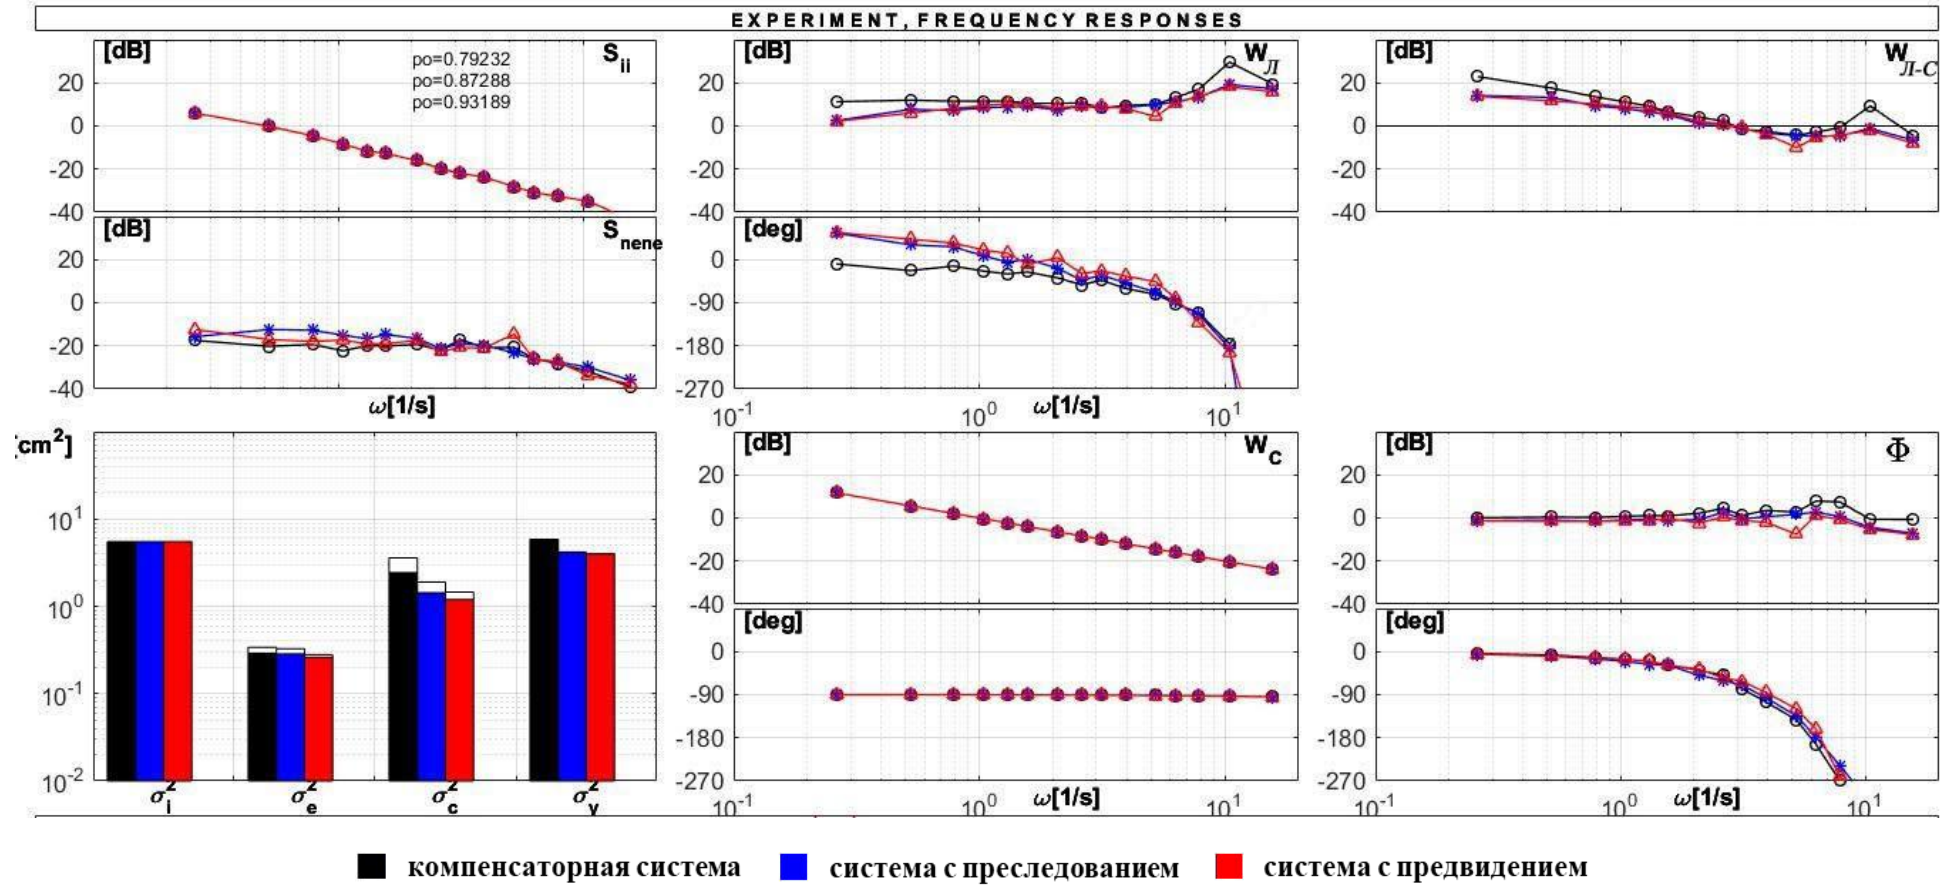 EXPERIMENT, FREQUENCY RESPONSES
[dB]
S_ii
po=0.79232
po=0.87288
po=0.93189
20
0
-20
-40
[dB]
S_nene
20
0
-20
-40
ω[1/s]
[dB]
W_Л
20
0
-20
-40
[deg]
0
-90
-180
-270
10^-1
10^0
ω[1/s]
10^1
[dB]
W_Л-С
20
0
-20
-40
[cm^2]
10^1
10^0
10^-1
10^-2
σ_i^2
σ_e^2
σ_c^2
σ_y^2
[dB]
W_C
20
0
-20
-40
[deg]
0
-90
-180
-270
10^-1
10^0
ω[1/s]
10^1
[dB]
Φ
20
0
-20
-40
[deg]
0
-90
-180
-270
10^-1
10^0
ω[1/s]
10^1
компенсаторная система
система с преследованием
система с предвидением